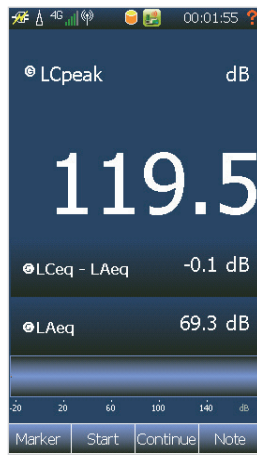 4G 00:01:55 ?
G LCpeak dB
119.5
G LCeq - LAeq -0.1 dB
G LAeq 69.3 dB
-20 20 60 100 140 dB
Marker Start Continue Note